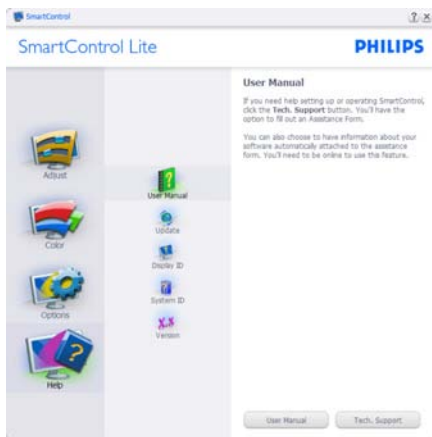 SmartControl
? x
SmartControl Lite
PHILIPS
User Manual
If you need help setting up or operating SmartControl,
click the Tech. Support button. You'll have the
option to fill out an Assistance Form.
You can also choose to have information about your
software automatically attached to the assistance
form. You'll need to be online to use this feature.
Adjust
Color
Options
Help
User Manual
Update
Display ID
System ID
Version
User Manual
Tech. Support